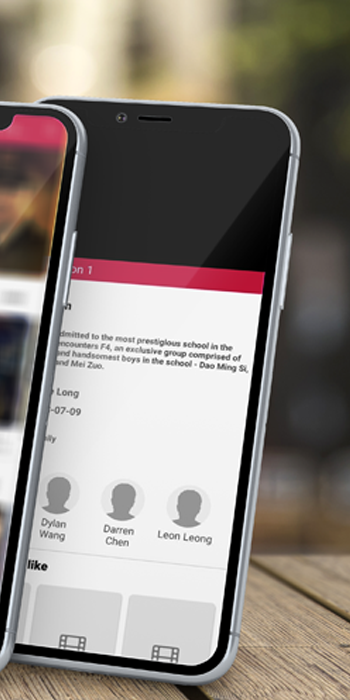 on 1
n
dmitted to the most prestigious school in the
encounters F4, an exclusive group comprised of
and handsomest boys in the school - Dao Ming Si,
and Mei Zuo.
Long
-07-09
ily
Dylan
Wang
Darren
Chen
Leon Leong
like